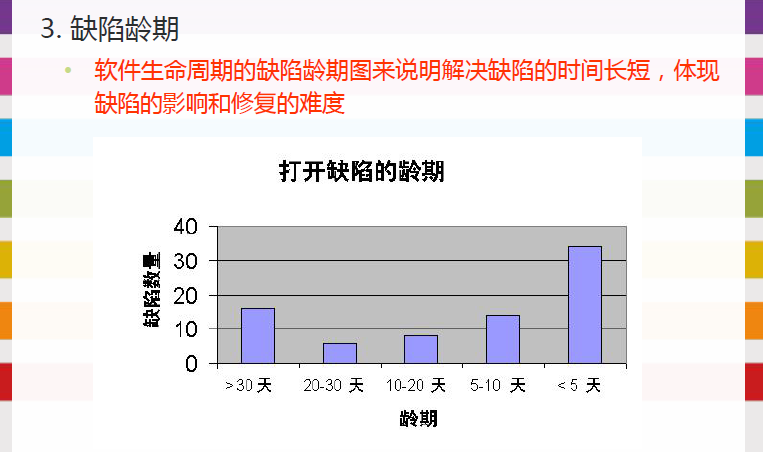 3. 缺陷龄期
• 软件生命周期的缺陷龄期图来说明解决缺陷的时间长短，体现
缺陷的影响和修复的难度
打开缺陷的龄期
缺陷数量
40
30
20
10
0
>30 天 20-30 天 10-20 天 5-10 天 <5 天
龄期